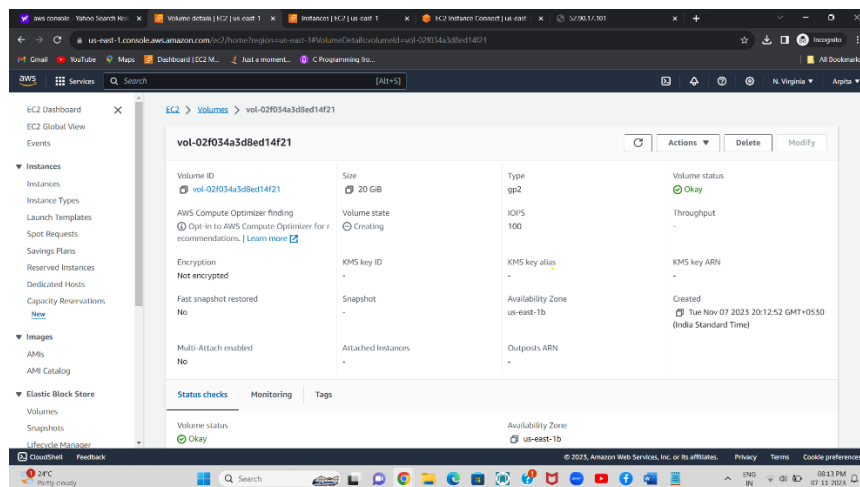 aws console - Yahoo Search Res
Volume details | EC2 | us-east-1
Instances | EC2 | us-east-1
EC2 Instance Connect | us-east
52.90.17.101
us-east-1.console.aws.amazon.com/ec2/home?region=us-east-1#VolumeDetails:volumeId=vol-02f034a3d8ed14f21
Incognito
Gmail
YouTube
Maps
Dashboard | EC2 M...
Just a moment...
C Programming fro...
All Bookmarks
aws
Services
Search
[Alt+S]
N. Virginia
Arpita
EC2 Dashboard
EC2 Global View
Events
Instances
Instances
Instance Types
Launch Templates
Spot Requests
Savings Plans
Reserved Instances
Dedicated Hosts
Capacity Reservations
New
Images
AMIs
AMI Catalog
Elastic Block Store
Volumes
Snapshots
Lifecycle Manager
EC2 > Volumes > vol-02f034a3d8ed14f21
vol-02f034a3d8ed14f21
Actions
Delete
Modify
Volume ID
vol-02f034a3d8ed14f21
Size
20 GiB
Type
gp2
Volume status
Okay
AWS Compute Optimizer finding
Opt-in to AWS Compute Optimizer for r
ecommendations. | Learn more
Volume state
Creating
IOPS
100
Throughput
-
Encryption
Not encrypted
KMS key ID
-
KMS key alias
-
KMS key ARN
-
Fast snapshot restored
No
Snapshot
-
Availability Zone
us-east-1b
Created
Tue Nov 07 2023 20:12:52 GMT+0530
(India Standard Time)
Multi-Attach enabled
No
Attached Instances
-
Outposts ARN
-
Status checks
Monitoring
Tags
Volume status
Okay
Availability Zone
us-east-1b
CloudShell
Feedback
© 2023, Amazon Web Services, Inc. or its affiliates.
Privacy
Terms
Cookie preferences
24°C
Partly cloudy
Search
ENG
IN
08:13 PM
07-11-2023